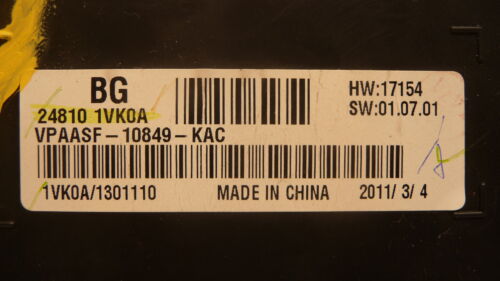 BG
HW:17154
24810 1VK0A
SW:01.07.01
VPAASF-10849-KAC
1VK0A/1301110 MADE IN CHINA 2011/ 3/ 4